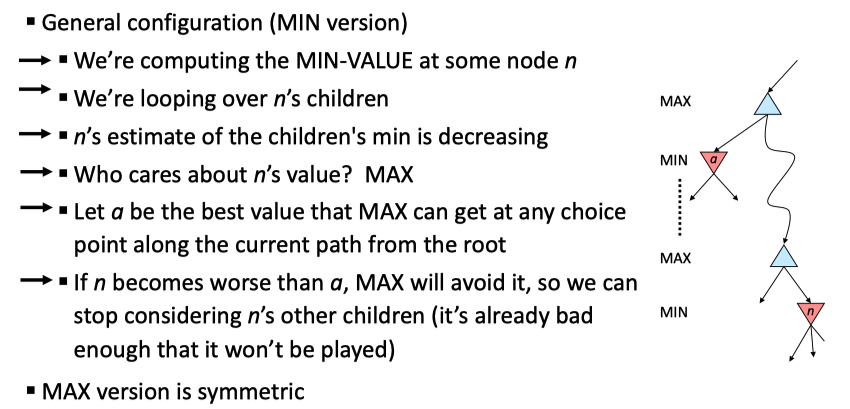 ▪ General configuration (MIN version)
▪ We're computing the MIN-VALUE at some node n
▪ We're looping over n's children
▪ n's estimate of the children's min is decreasing
▪ Who cares about n's value? MAX
▪ Let a be the best value that MAX can get at any choice
point along the current path from the root
▪ If n becomes worse than a, MAX will avoid it, so we can
stop considering n's other children (it's already bad
enough that it won't be played)
▪ MAX version is symmetric
MAX
MIN
a
MAX
MIN
n